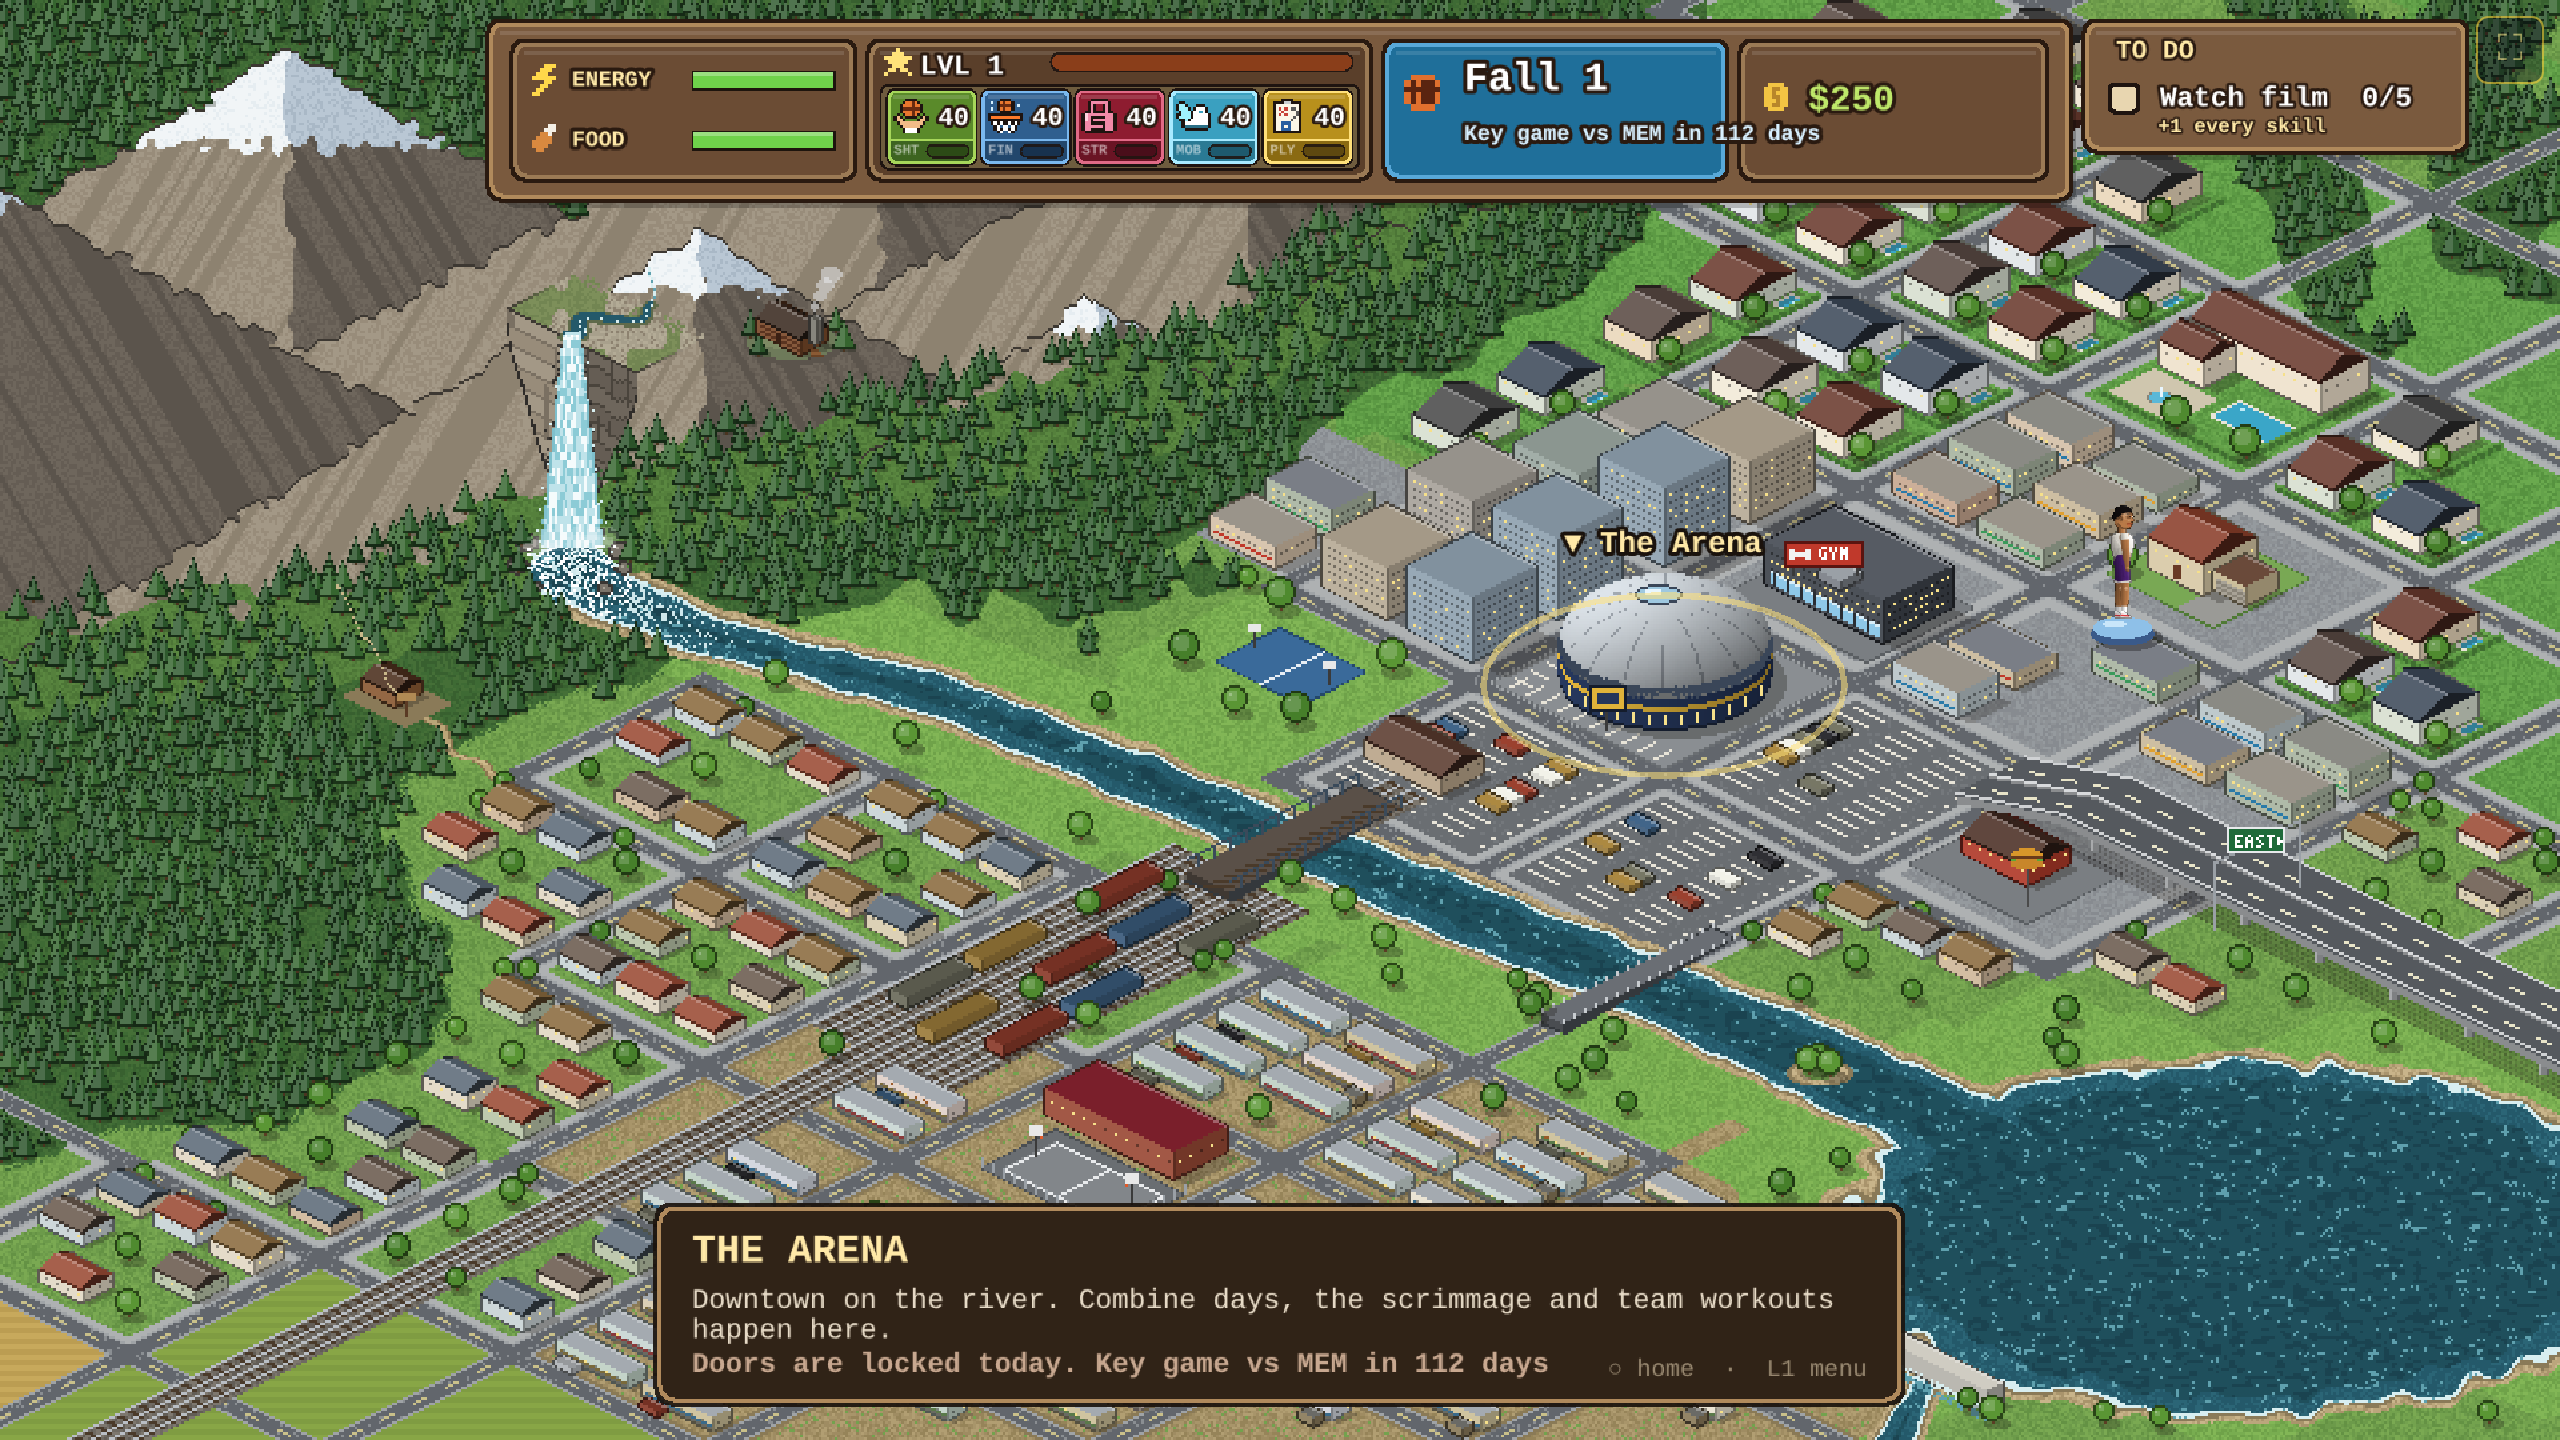 ENERGY
FOOD
LVL 1
40 40 40 40 40
SHT FIN STR MOB PLY
Fall 1
Key game vs MEM in 112 days
$250
TO DO
Watch film 0/5
+1 every skill
▼ The Arena
GYM
EAST
THE ARENA
Downtown on the river. Combine days, the scrimmage and team workouts
happen here.
Doors are locked today. Key game vs MEM in 112 days
○ home · L1 menu